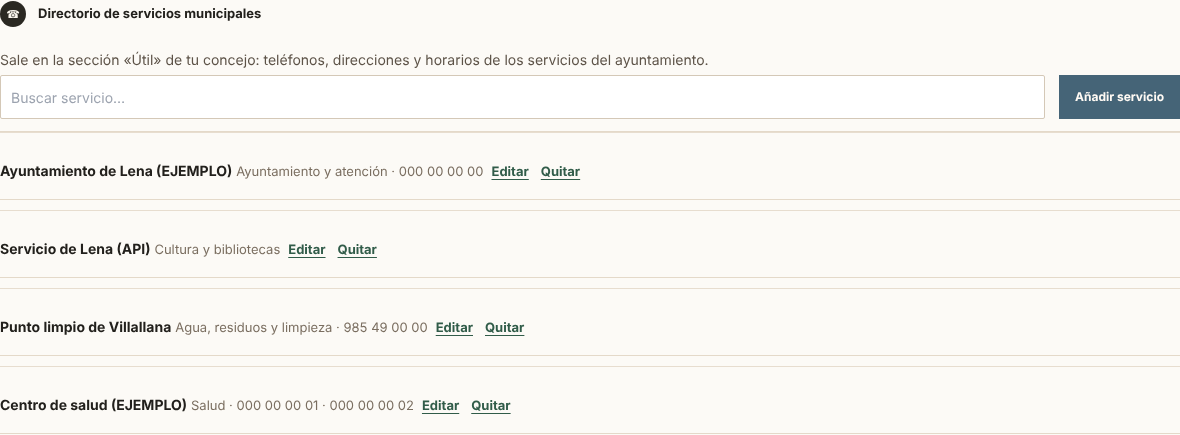 Directorio de servicios municipales
Sale en la sección «Útil» de tu concejo: teléfonos, direcciones y horarios de los servicios del ayuntamiento.
Buscar servicio...
Añadir servicio
Ayuntamiento de Lena (EJEMPLO) Ayuntamiento y atención · 000 00 00 00 Editar Quitar
Servicio de Lena (API) Cultura y bibliotecas Editar Quitar
Punto limpio de Villallana Agua, residuos y limpieza · 985 49 00 00 Editar Quitar
Centro de salud (EJEMPLO) Salud · 000 00 00 01 · 000 00 00 02 Editar Quitar